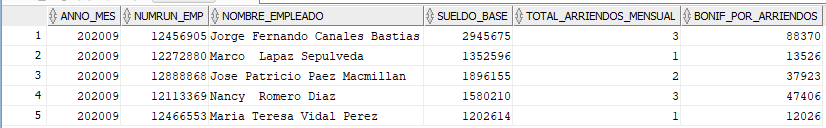 ANNO_MES NUMRUN_EMP NOMBRE_EMPLEADO SUELDO_BASE TOTAL_ARRIENDOS_MENSUAL BONIF_POR_ARRIENDOS
1 202009 12456905 Jorge Fernando Canales Bastias 2945675 3 88370
2 202009 12272880 Marco  Lapaz Sepulveda 1352596 1 13526
3 202009 12888868 Jose Patricio Paez Macmillan 1896155 2 37923
4 202009 12113369 Nancy  Romero Diaz 1580210 3 47406
5 202009 12466553 Maria Teresa Vidal Perez 1202614 1 12026